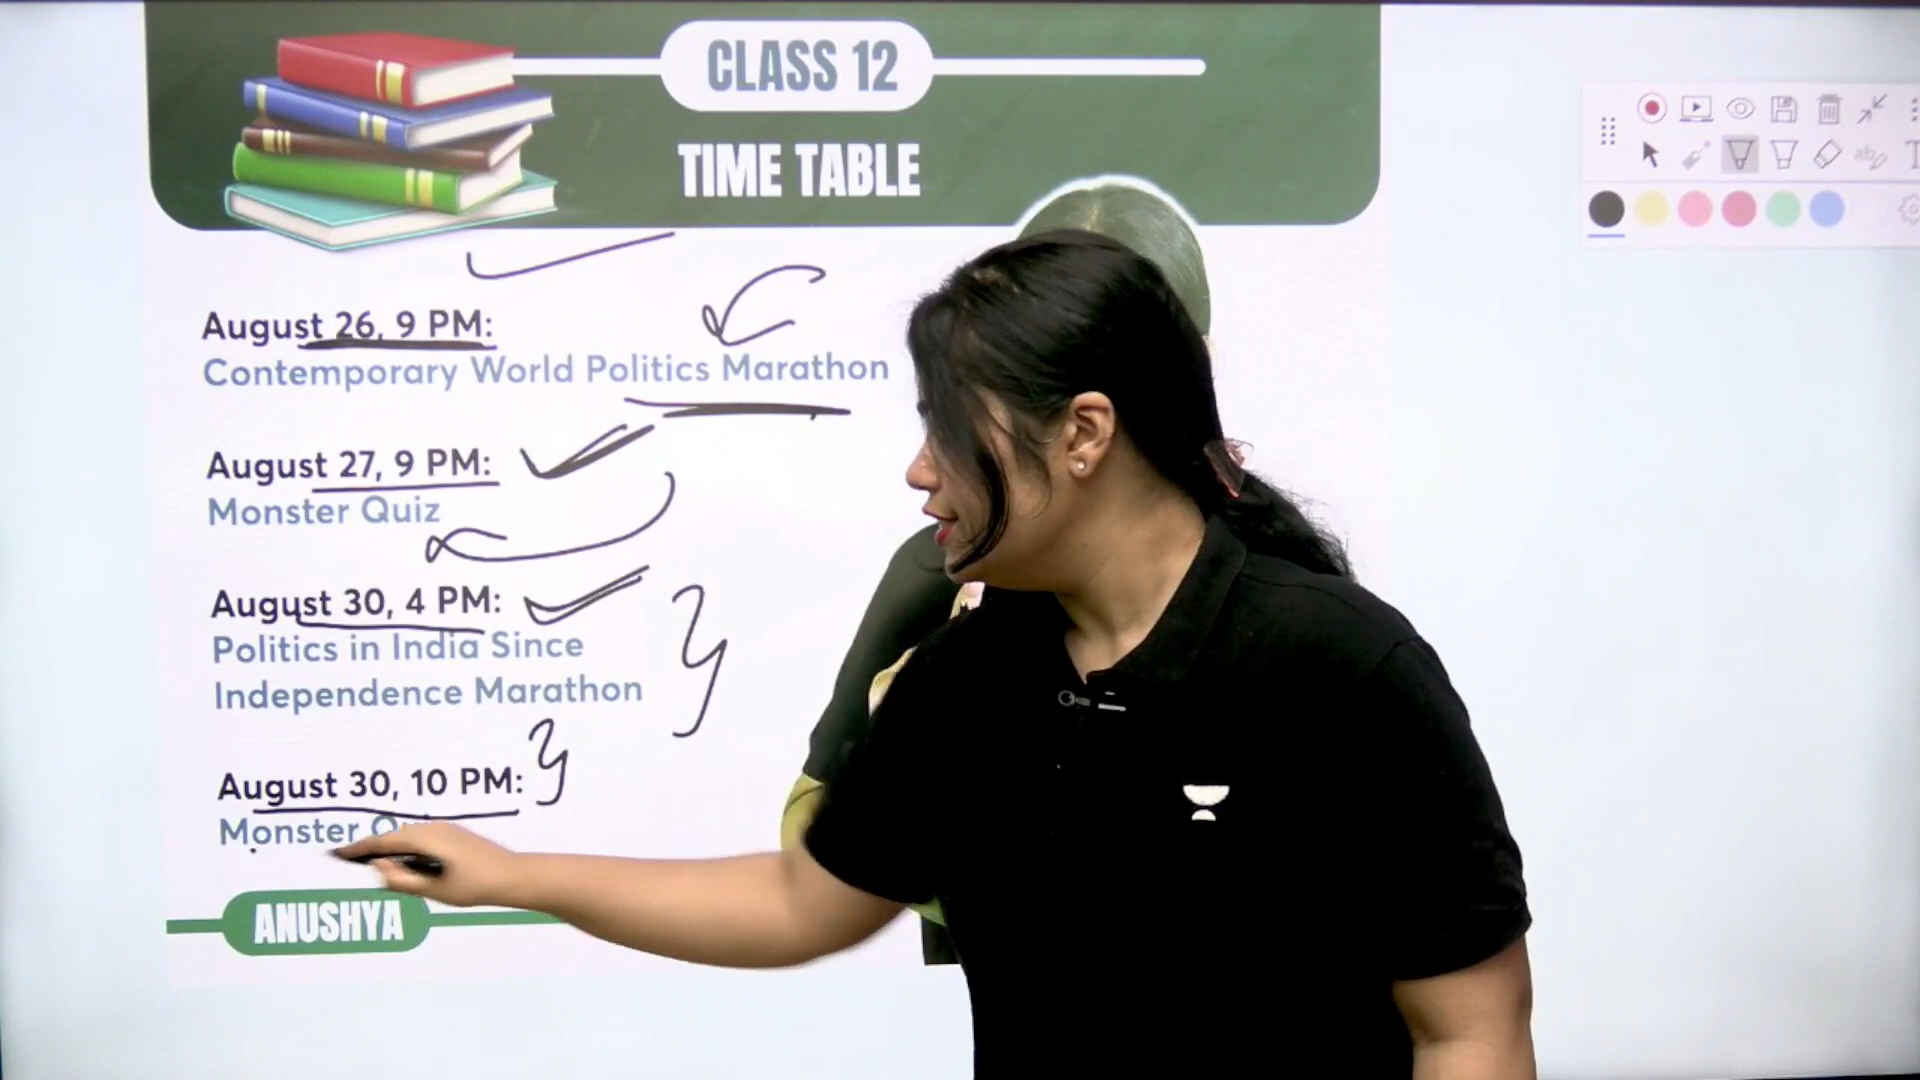 CLASS 12
TIME TABLE
August 26, 9 PM:
Contemporary World Politics Marathon
August 27, 9 PM:
Monster Quiz
August 30, 4 PM:
Politics in India Since
Independence Marathon
August 30, 10 PM:
Monster
ANUSHYA